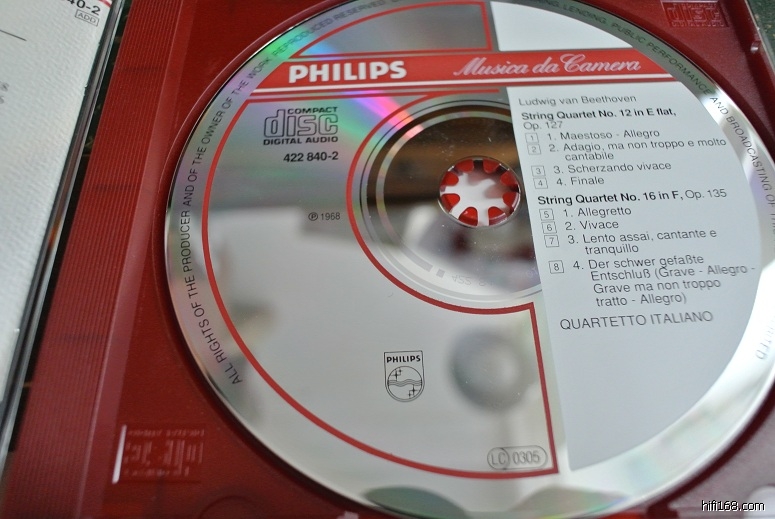 40-2
ADD
ALL RIGHTS OF THE PRODUCER AND OF THE OWNER OF THE WORK REPRODUCED RESERVED
LENDING, PUBLIC PERFORMANCE AND BROADCASTING OF
PHILIPS
Musica da Camera
COMPACT
disc
DIGITAL AUDIO
422 840-2
Ⓟ 1968
Ludwig van Beethoven
String Quartet No. 12 in E flat,
Op. 127
1 1. Maestoso - Allegro
2 2. Adagio, ma non troppo e molto
cantabile
3 3. Scherzando vivace
4 4. Finale
String Quartet No. 16 in F, Op. 135
5 1. Allegretto
6 2. Vivace
7 3. Lento assai, cantante e
tranquillo
8 4. Der schwer gefaßte
Entschluß (Grave - Allegro -
Grave ma non troppo
tratto - Allegro)
QUARTETTO ITALIANO
PHILIPS
LC 0305
hifi168.com